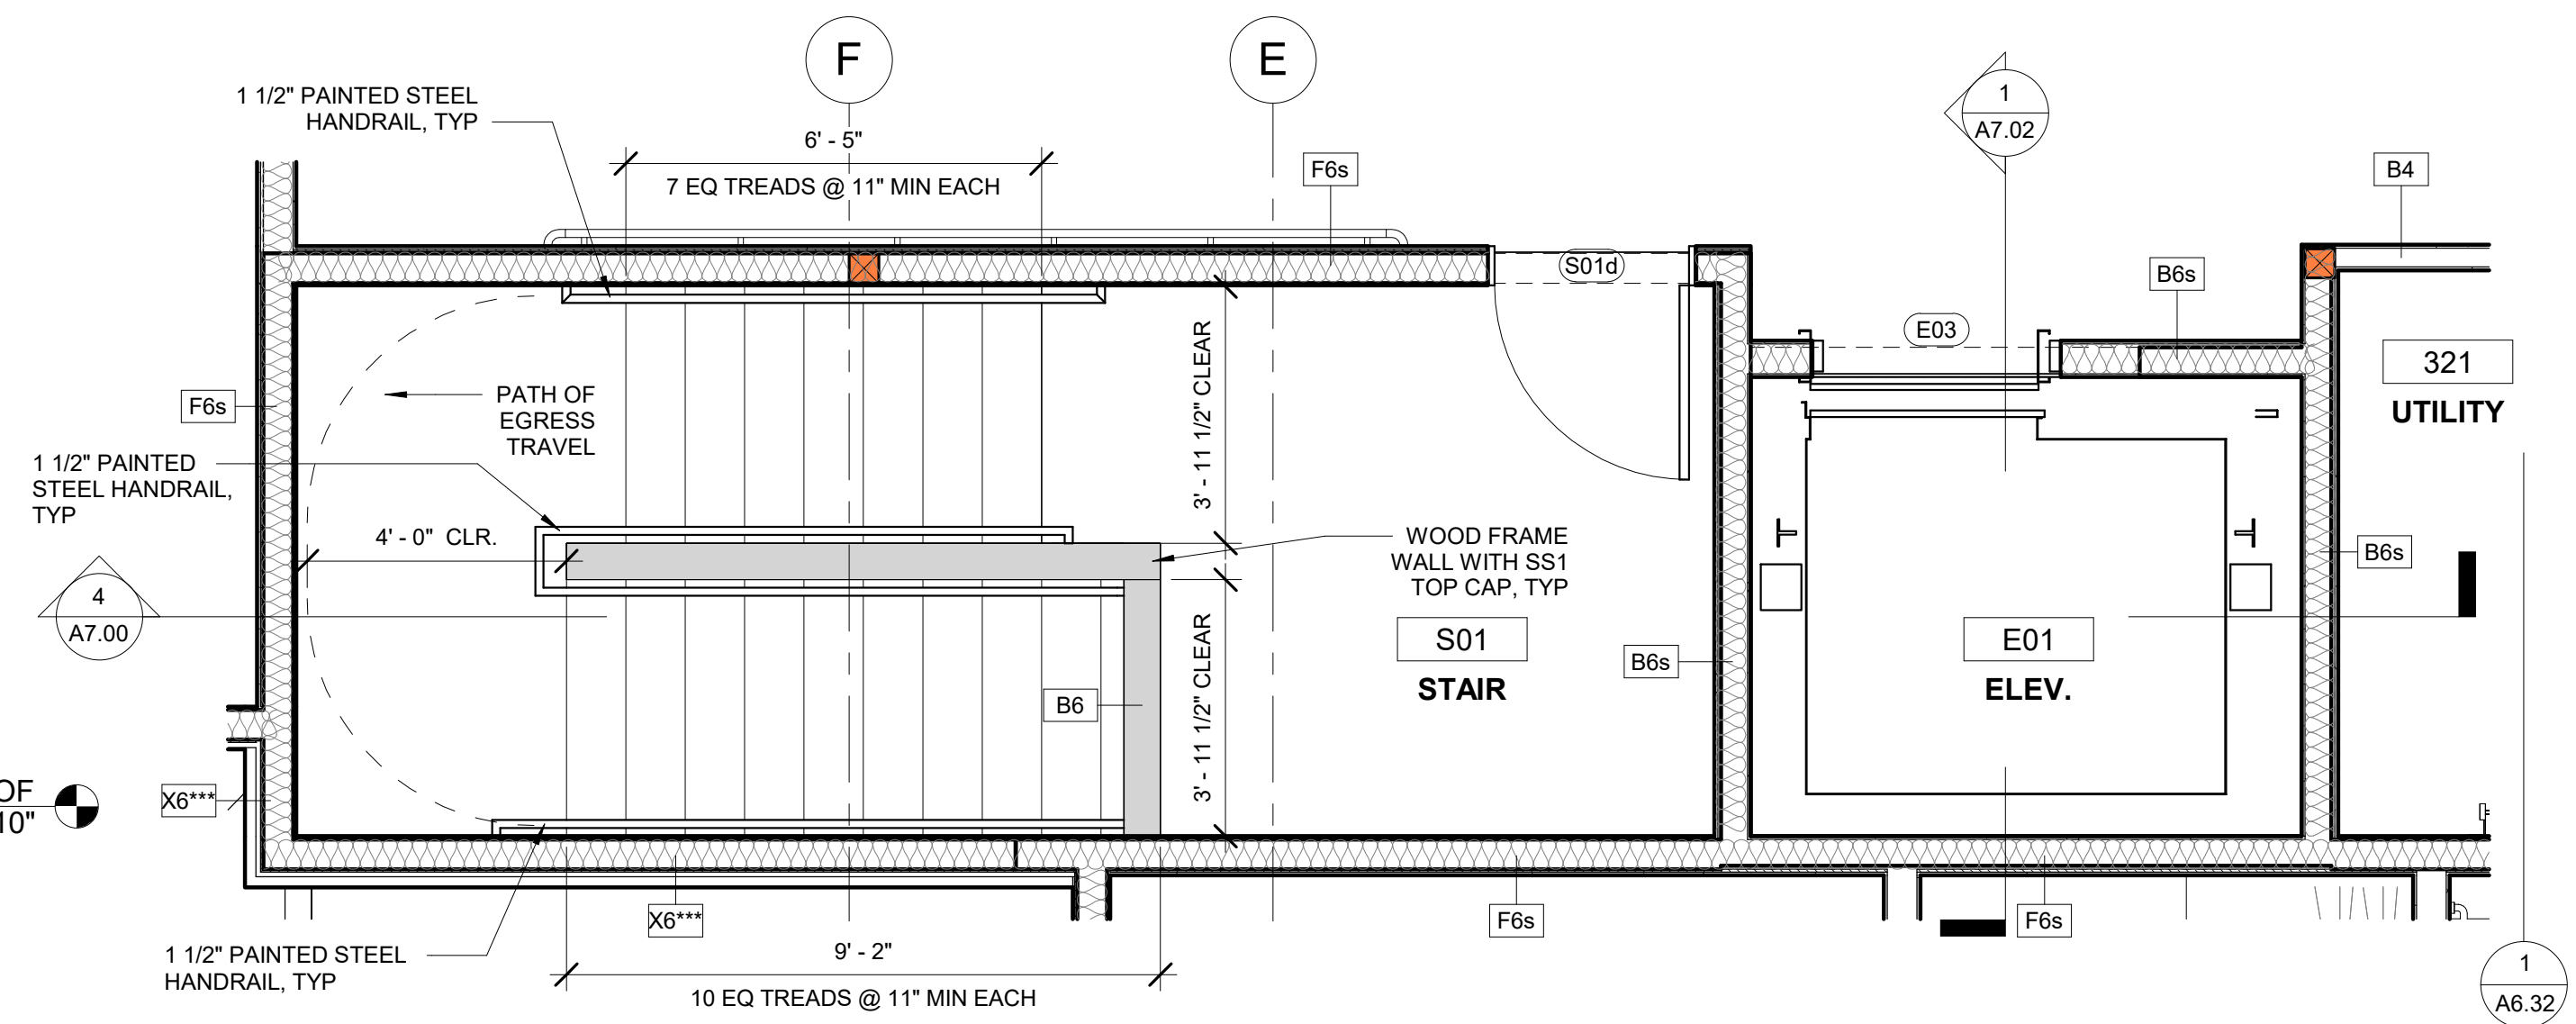 F
E
1
A7.02
1 1/2" PAINTED STEEL
HANDRAIL, TYP
6' - 5"
7 EQ TREADS @ 11" MIN EACH
F6s
B4
S01d
B6s
E03
321
UTILITY
F6s
PATH OF
EGRESS
TRAVEL
3' - 11 1/2" CLEAR
1 1/2" PAINTED
STEEL HANDRAIL,
TYP
4' - 0" CLR.
WOOD FRAME
WALL WITH SS1
TOP CAP, TYP
B6s
4
A7.00
S01
STAIR
B6s
E01
ELEV.
B6
3' - 11 1/2" CLEAR
OF
10"
X6***
X6***
F6s
F6s
1 1/2" PAINTED STEEL
HANDRAIL, TYP
9' - 2"
10 EQ TREADS @ 11" MIN EACH
1
A6.32